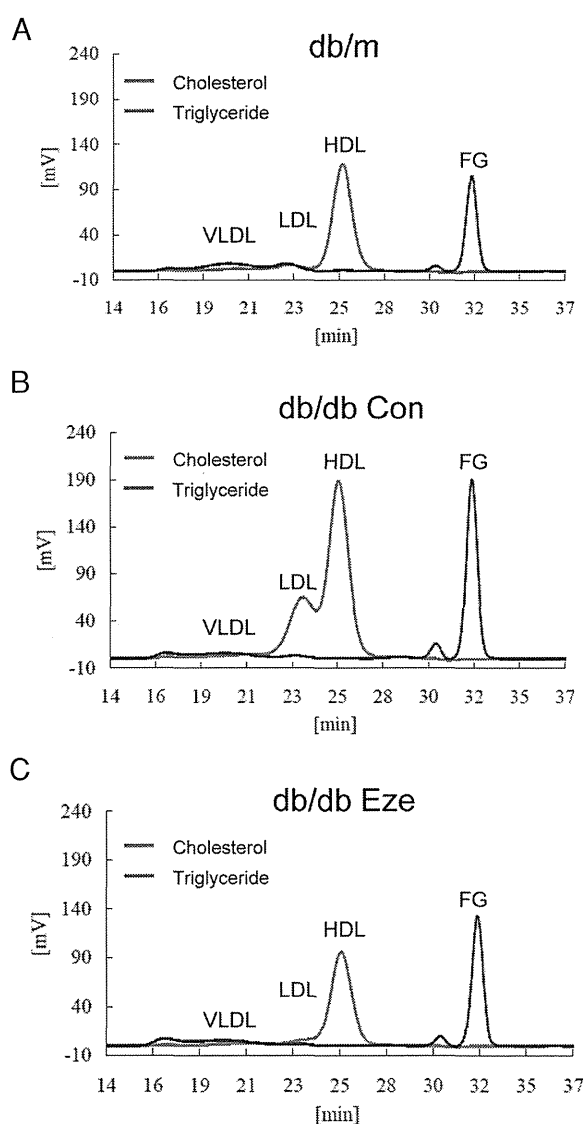 A
db/m
240
190
140
90
40
-10
[mV]
Cholesterol
Triglyceride
VLDL
LDL
HDL
FG
14 16 19 21 23 25 28 30 32 35 37
[min]
B
db/db Con
240
190
140
90
40
-10
[mV]
Cholesterol
Triglyceride
VLDL
LDL
HDL
FG
14 16 19 21 23 25 28 30 32 35 37
[min]
C
db/db Eze
240
190
140
90
40
-10
[mV]
Cholesterol
Triglyceride
VLDL
LDL
HDL
FG
14 16 19 21 23 25 28 30 32 35 37
[min]